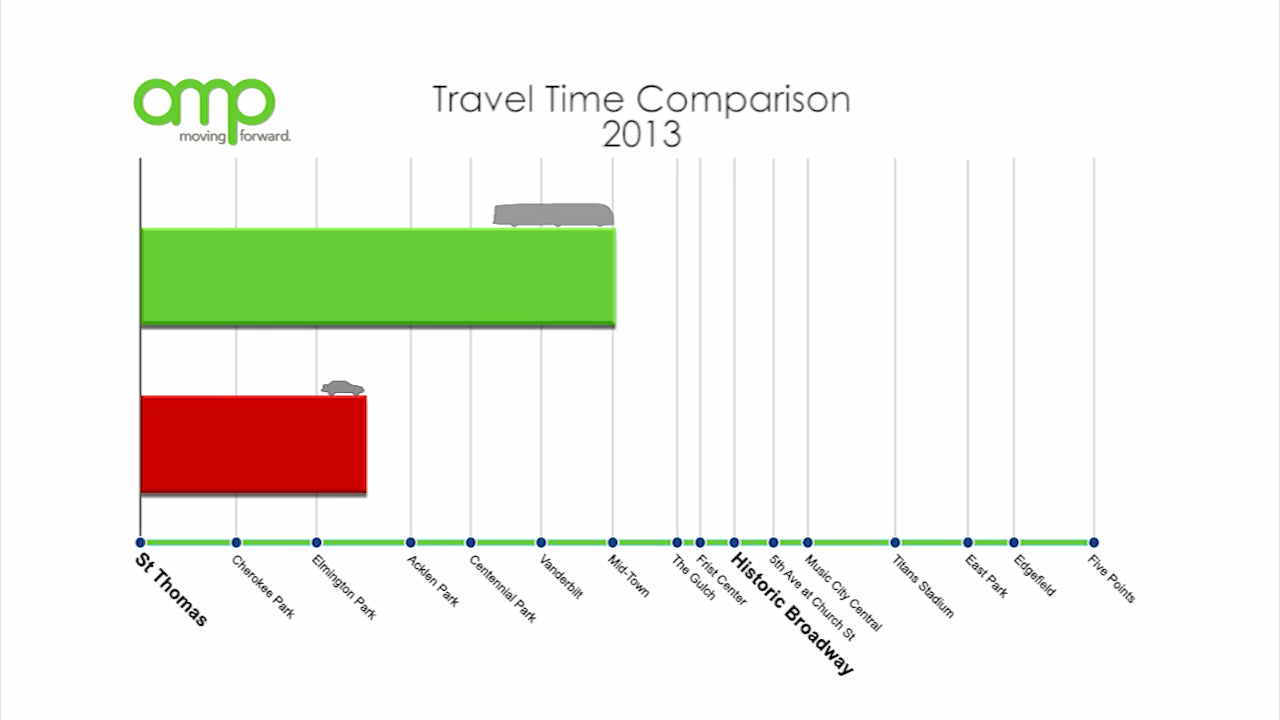 amp
moving forward.
Travel Time Comparison
2013
St Thomas
Cherokee Park
Elmington Park
Acklen Park
Centennial Park
Vanderbilt
Mid-Town
The Gulch
Frist Center
Historic Broadway
5th Ave at Church St
Music City Central
Titans Stadium
East Park
Edgefield
Five Points